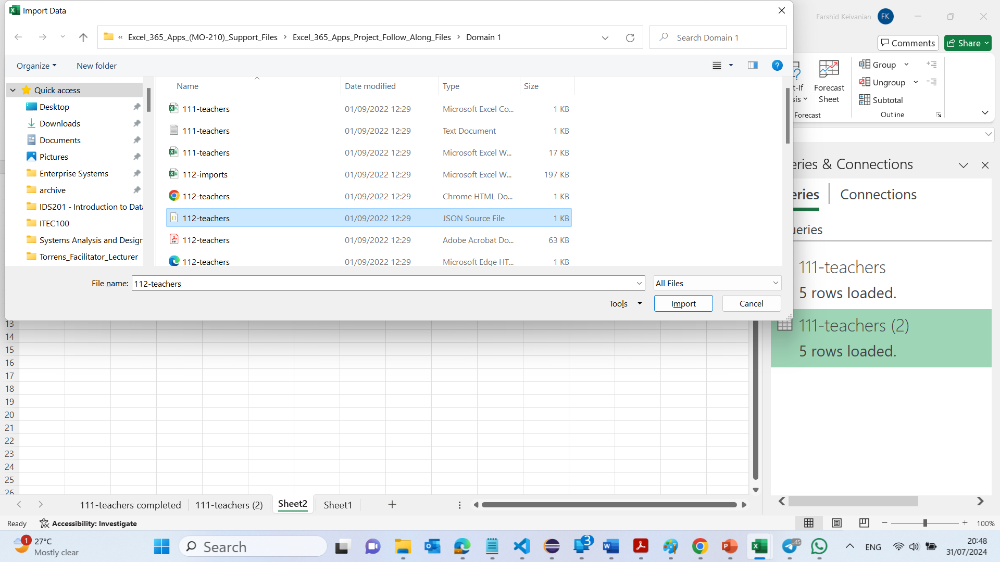 Import Data
Farshid Keivanian FK
« Excel_365_Apps_(MO-210)_Support_Files › Excel_365_Apps_Project_Follow_Along_Files › Domain 1
Search Domain 1
Comments
Share
Organize
New folder
Name Date modified Type Size
Quick access
Desktop
Downloads
Documents
Pictures
Enterprise Systems
archive
IDS201 - Introduction to Data
ITEC100
Systems Analysis and Design
Torrens_Facilitator_Lecturer
111-teachers 01/09/2022 12:29 Microsoft Excel Co... 1 KB
111-teachers 01/09/2022 12:29 Text Document 1 KB
111-teachers 01/09/2022 12:29 Microsoft Excel W... 17 KB
112-imports 01/09/2022 12:29 Microsoft Excel W... 197 KB
112-teachers 01/09/2022 12:29 Chrome HTML Do... 1 KB
112-teachers 01/09/2022 12:29 JSON Source File 1 KB
112-teachers 01/09/2022 12:29 Adobe Acrobat Do... 63 KB
112-teachers 01/09/2022 12:29 Microsoft Edge HT... 1 KB
File name: 112-teachers
All Files
Tools
Import
Cancel
t-If
sis
Forecast
Sheet
Forecast
Group
Ungroup
Subtotal
Outline
eries & Connections
eries
Connections
ueries
111-teachers
5 rows loaded.
111-teachers (2)
5 rows loaded.
13
14
15
16
17
18
19
20
21
22
23
24
25
26
111-teachers completed
111-teachers (2)
Sheet2
Sheet1
Ready
Accessibility: Investigate
100%
1
27°C
Mostly clear
Search
3
45
ENG
20:48
31/07/2024